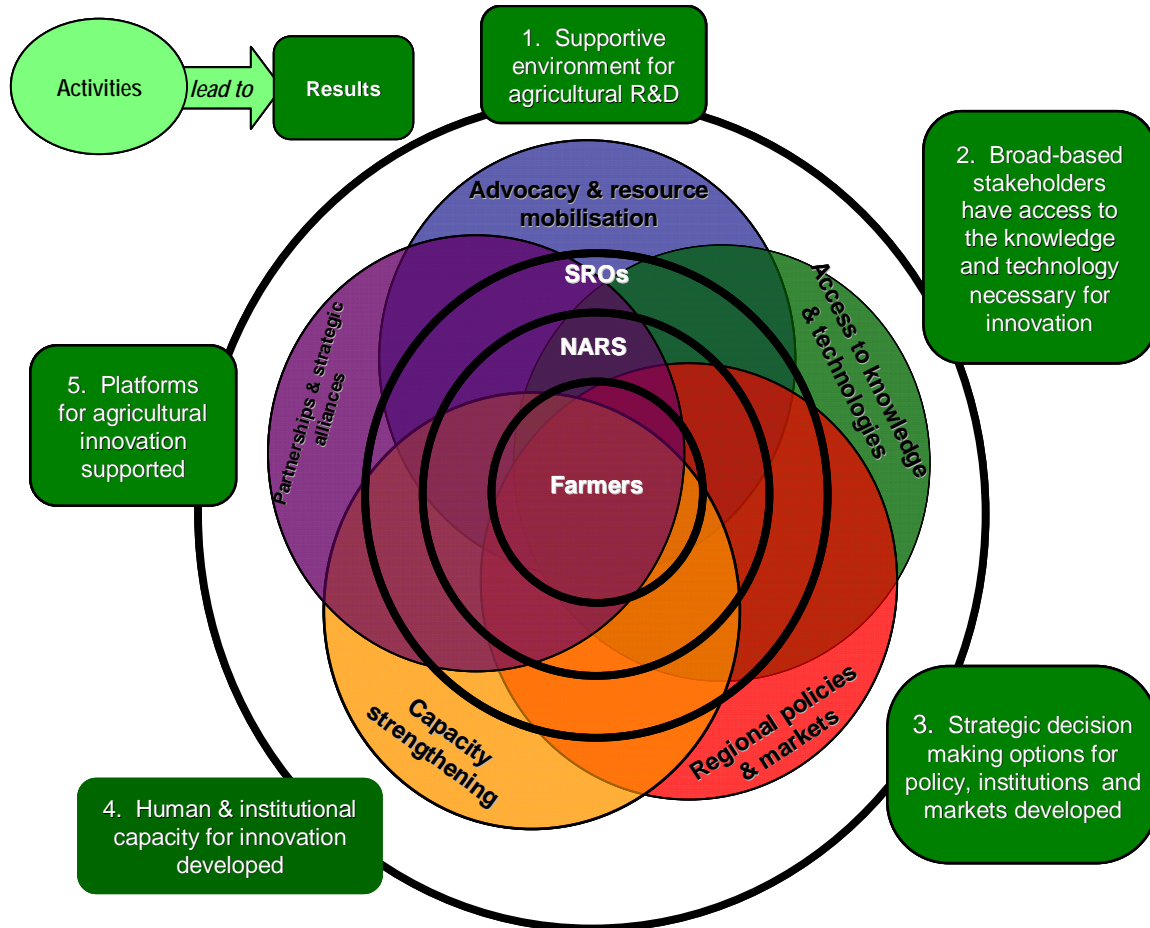 Activities
lead to
Results
1. Supportive
environment for
agricultural R&D
2. Broad-based
stakeholders
have access to
the knowledge
and technology
necessary for
innovation
Advocacy & resource
mobilisation
Access to knowledge
& technologies
SROs
NARS
Farmers
Partnerships & strategic
alliances
5. Platforms
for agricultural
innovation
supported
Capacity
strengthening
Regional policies
& markets
3. Strategic decision
making options for
policy, institutions and
markets developed
4. Human & institutional
capacity for innovation
developed